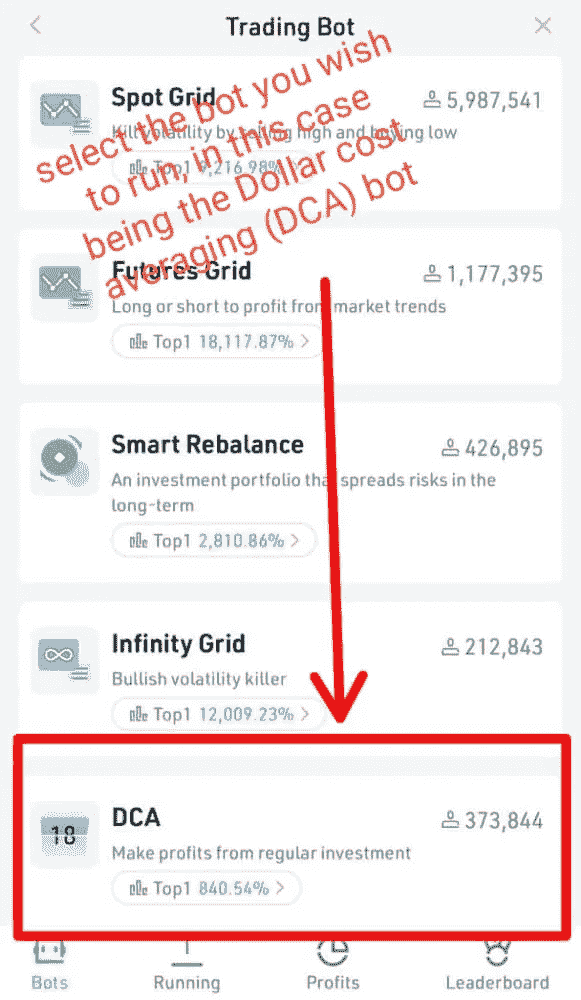 Trading Bot
Spot Grid
5,987,541
Kill volatility by selling high and buying low
Top1 9,216.98%
select the bot you wish
to run, in this case
being the Dollar cost
averaging (DCA) bot
Futures Grid
1,177,395
Long or short to profit from market trends
Top1 18,117.87% >
Smart Rebalance
426,895
An investment portfolio that spreads risks in the
long-term
Top1 2,810.86% >
Infinity Grid
212,843
Bullish volatility killer
Top1 12,009.23% >
18
DCA
373,844
Make profits from regular investment
Top1 840.54% >
Bots
Running
Profits
Leaderboard